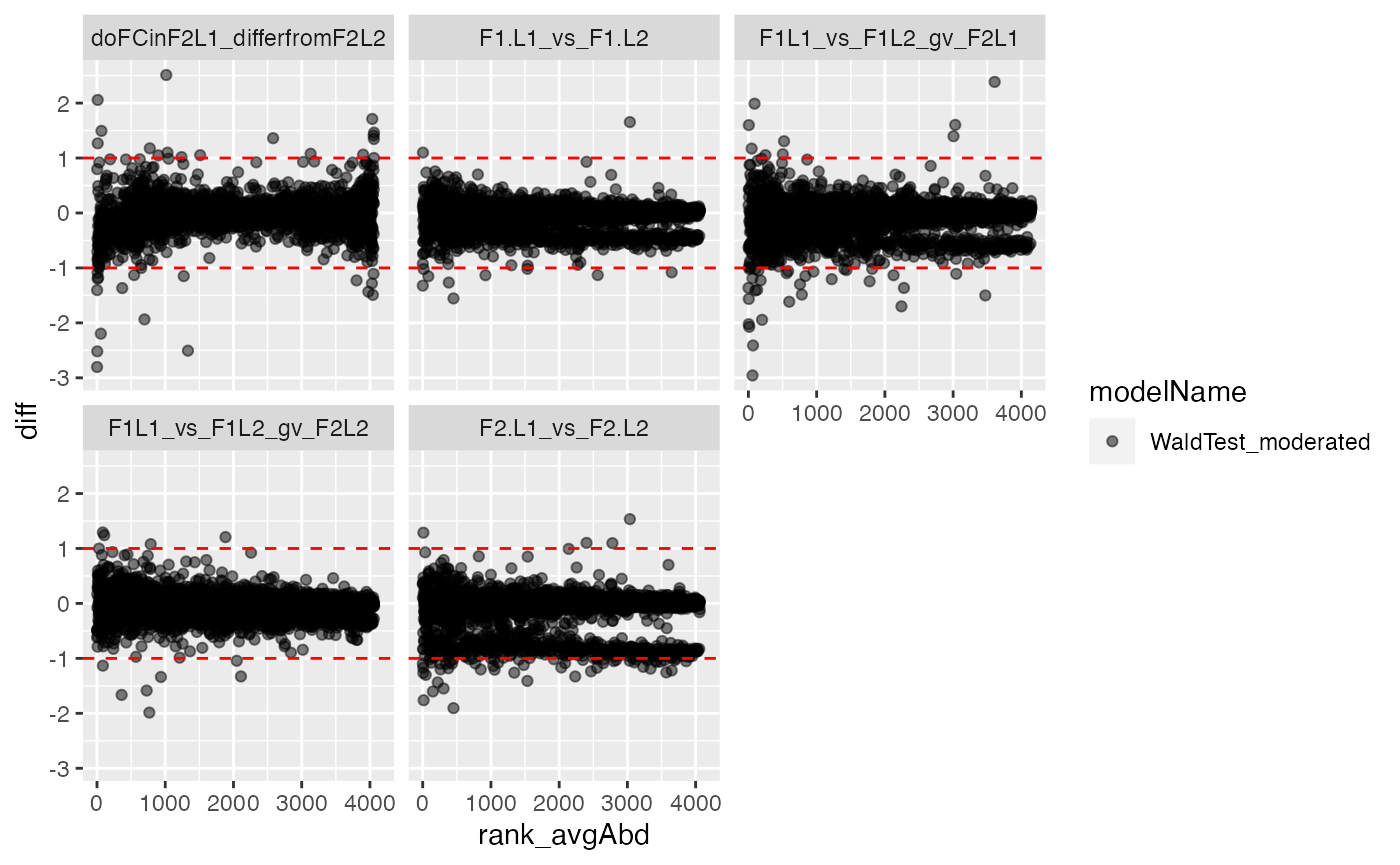 doFCinF2L1_differfromF2L2
F1.L1_vs_F1.L2
F1L1_vs_F1L2_gv_F2L1
2
1
0
-1
-2
-3
0 1000 2000 3000 4000
F1L1_vs_F1L2_gv_F2L2
F2.L1_vs_F2.L2
2
1
0
-1
-2
-3
0 1000 2000 3000 4000
0 1000 2000 3000 4000
rank_avgAbd
diff
modelName
WaldTest_moderated